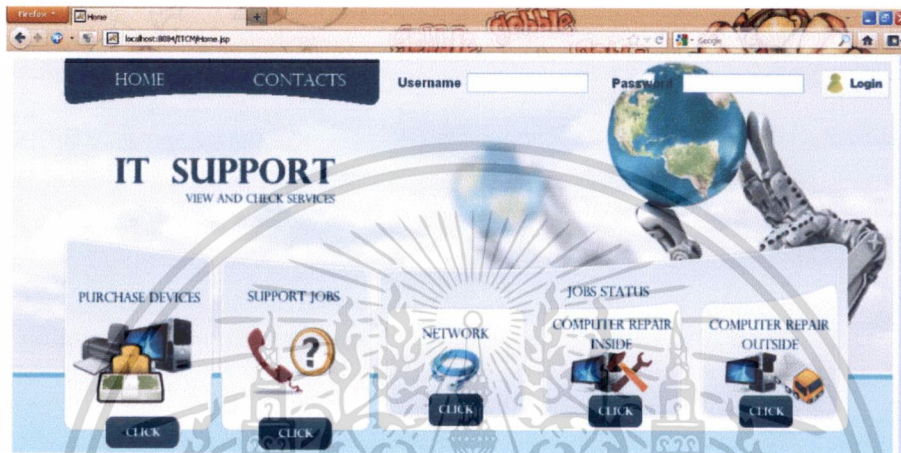 Firefox
Home
localhost:8084/ITCM/Home.jsp
Google
HOME CONTACTS
Username Password Login
IT SUPPORT
VIEW AND CHECK SERVICES
PURCHASE DEVICES
SUPPORT JOBS
JOBS STATUS
NETWORK
COMPUTER REPAIR
INSIDE
COMPUTER REPAIR
OUTSIDE
CLICK
CLICK
CLICK
CLICK
CLICK